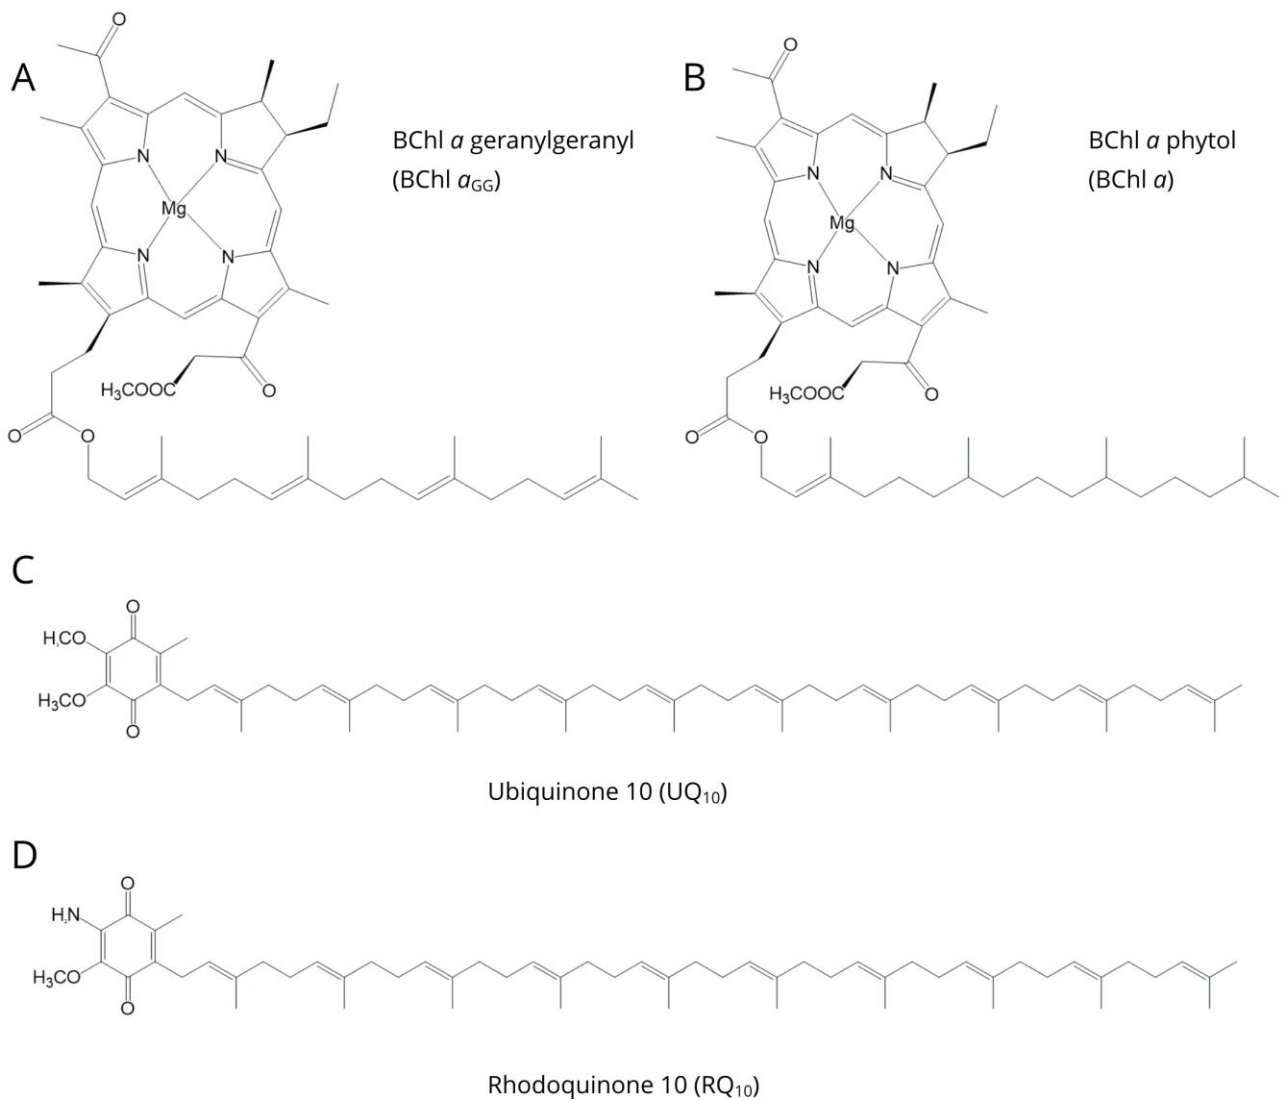 A
O
N
N
Mg
N
N
H₃COOC
O
O
O
BChl a geranylgeranyl
(BChl aGG)
B
O
N
N
Mg
N
N
H₃COOC
O
O
O
BChl a phytol
(BChl a)
C
O
H₃CO
H₃CO
O
Ubiquinone 10 (UQ₁₀)
D
O
H₂N
H₃CO
O
Rhodoquinone 10 (RQ₁₀)